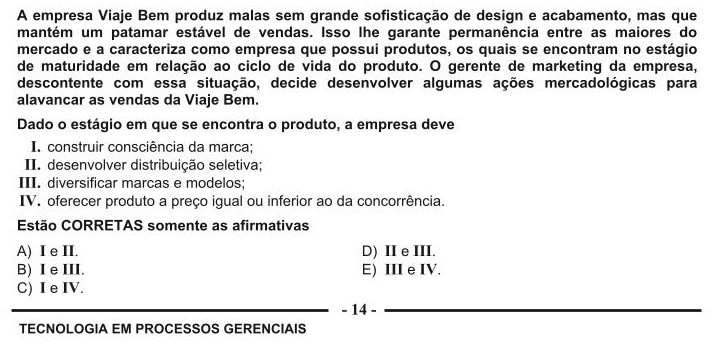 A empresa Viaje Bem produz malas sem grande sofisticação de design e acabamento, mas que
mantém um patamar estável de vendas. Isso lhe garante permanência entre as maiores do
mercado e a caracteriza como empresa que possui produtos, os quais se encontram no estágio
de maturidade em relação ao ciclo de vida do produto. O gerente de marketing da empresa,
descontente com essa situação, decide desenvolver algumas ações mercadológicas para
alavancar as vendas da Viaje Bem.
Dado o estágio em que se encontra o produto, a empresa deve
I. construir consciência da marca;
II. desenvolver distribuição seletiva;
III. diversificar marcas e modelos;
IV. oferecer produto a preço igual ou inferior ao da concorrência.
Estão CORRETAS somente as afirmativas
A) I e II.
B) I e III.
C) I e IV.
D) II e III.
E) III e IV.
- 14 -
TECNOLOGIA EM PROCESSOS GERENCIAIS